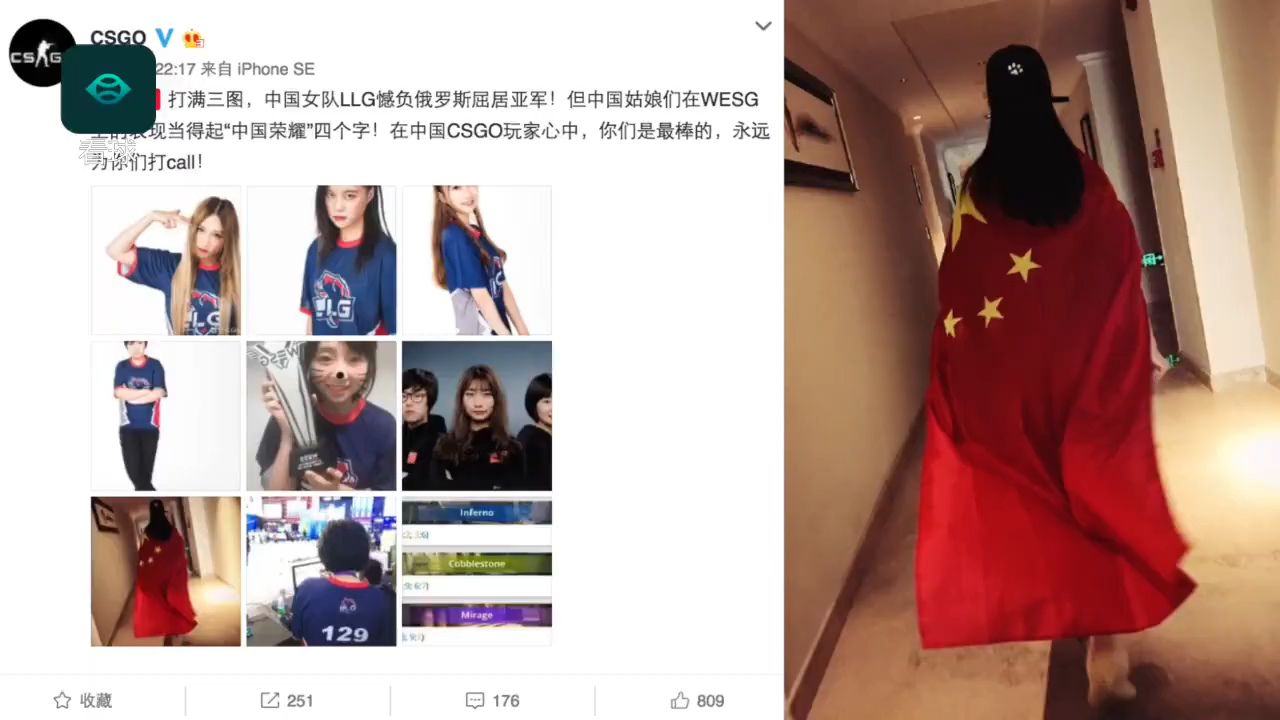 CSGO
22:17 来自 iPhone SE
打满三图，中国女队LLG憾负俄罗斯屈居亚军！但中国姑娘们在WESG
的表现当得起“中国荣耀”四个字！在中国CSGO玩家心中，你们是最棒的，永远
为你们打call！
看球
129
Inferno
Cobblestone
Mirage
收藏
251
176
809